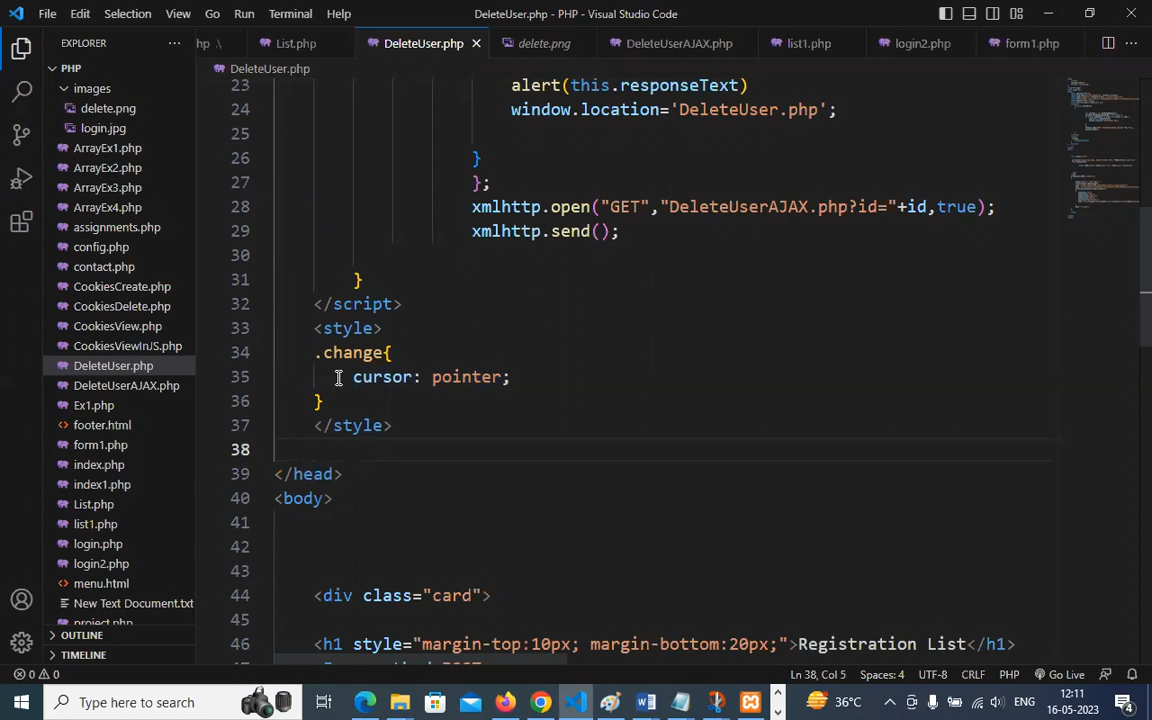 File Edit Selection View Go Run Terminal Help DeleteUser.php - PHP - Visual Studio Code
EXPLORER
hp \ List.php DeleteUser.php delete.png DeleteUserAJAX.php list1.php login2.php form1.php
PHP
DeleteUser.php
images
delete.png
login.jpg
ArrayEx1.php
ArrayEx2.php
ArrayEx3.php
ArrayEx4.php
assignments.php
config.php
contact.php
CookiesCreate.php
CookiesDelete.php
CookiesView.php
CookiesViewInJS.php
DeleteUser.php
DeleteUserAJAX.php
Ex1.php
footer.html
form1.php
index.php
index1.php
List.php
list1.php
login.php
login2.php
menu.html
New Text Document.txt
project.php
OUTLINE
TIMELINE
23 alert(this.responseText)
24 window.location='DeleteUser.php';
25
26 }
27 };
28 xmlhttp.open("GET","DeleteUserAJAX.php?id="+id,true);
29 xmlhttp.send();
30
31 }
32 </script>
33 <style>
34 .change{
35 cursor: pointer;
36 }
37 </style>
38
39 </head>
40 <body>
41
42
43
44 <div class="card">
45
46 <h1 style="margin-top:10px; margin-bottom:20px;">Registration List</h1>
0 0 Ln 38, Col 5 Spaces: 4 UTF-8 CRLF PHP Go Live
Type here to search 36°C ENG 12:11
16-05-2023 4